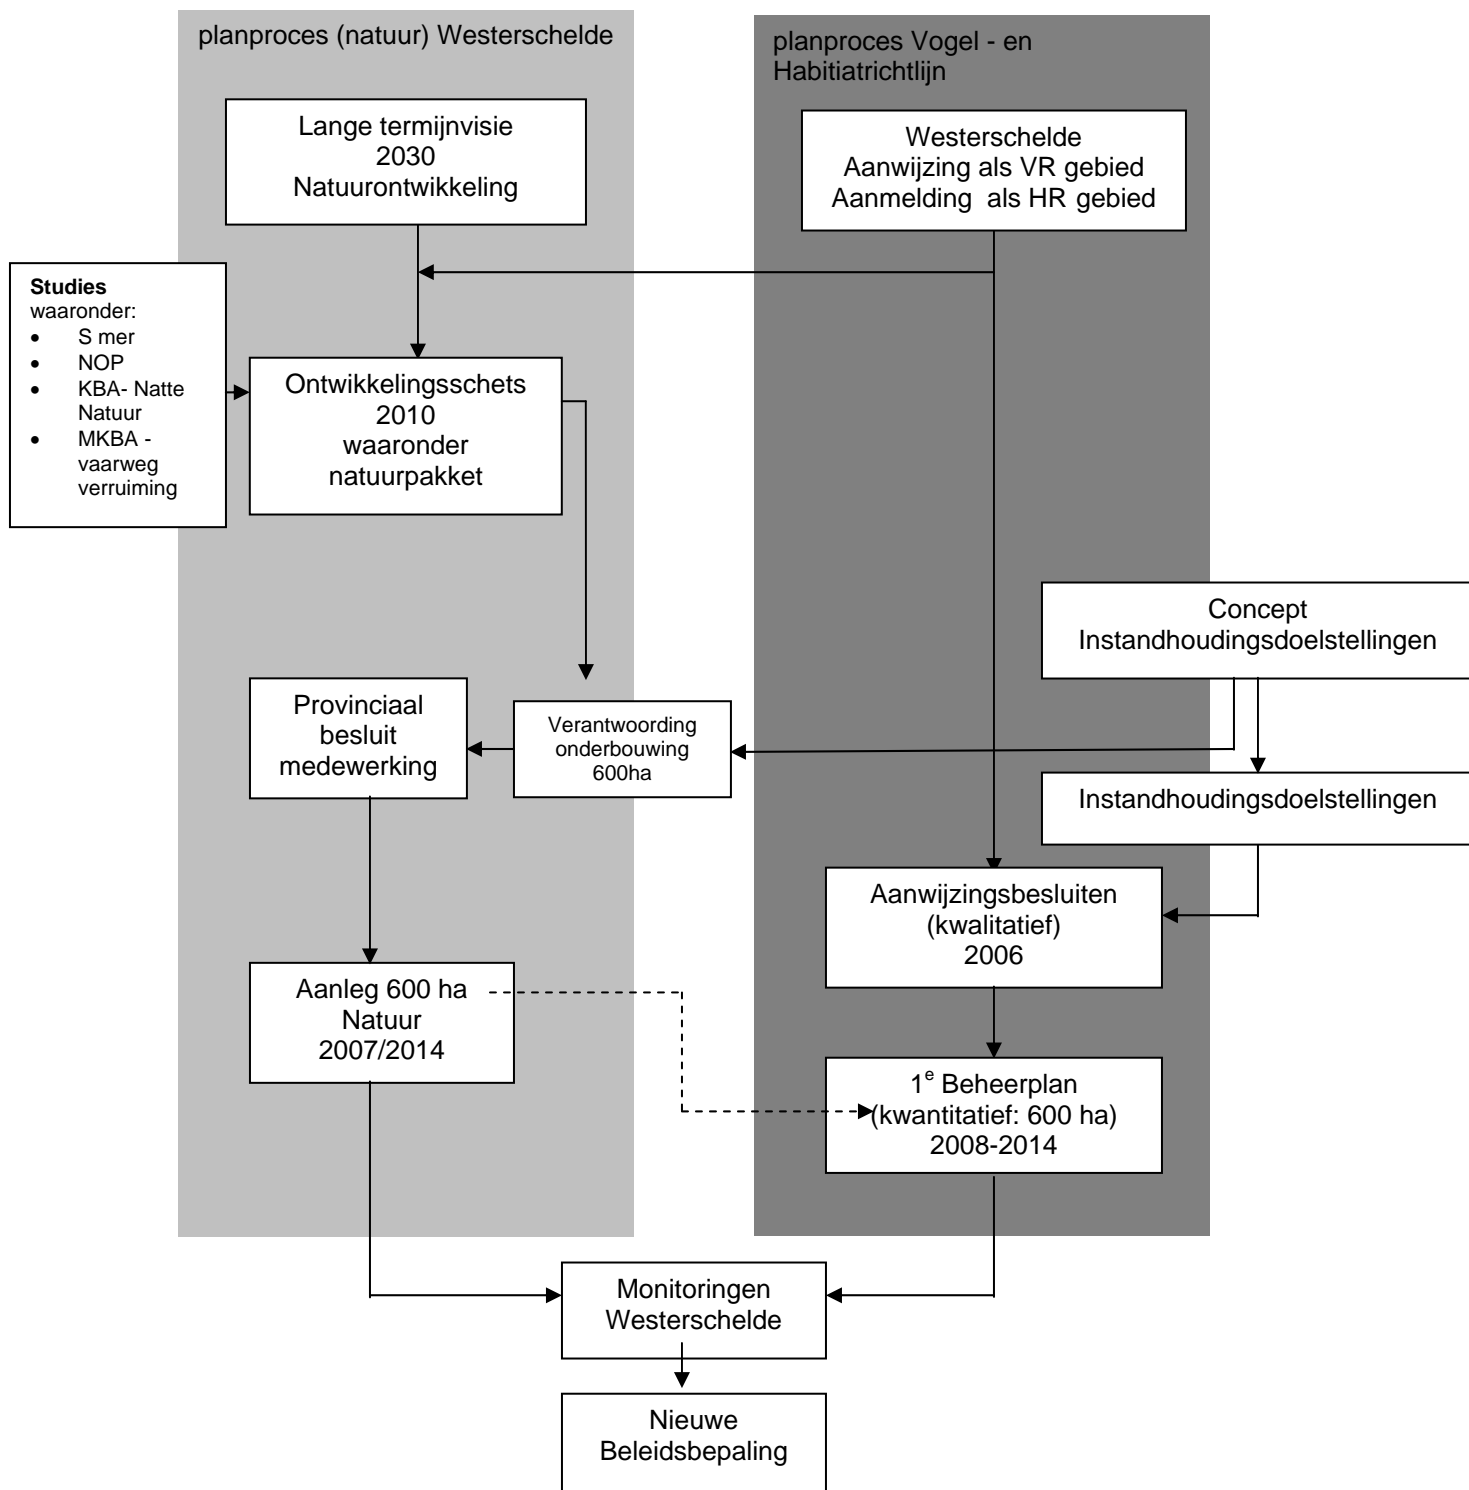 planproces (natuur) Westerschelde
planproces Vogel - en
Habitiatrichtlijn
Lange termijnvisie
2030
Natuurontwikkeling
Westerschelde
Aanwijzing als VR gebied
Aanmelding als HR gebied
Studies
waaronder:
• S mer
• NOP
• KBA- Natte
Natuur
• MKBA -
vaarweg
verruiming
Ontwikkelingsschets
2010
waaronder
natuurpakket
Concept
Instandhoudingsdoelstellingen
Provinciaal
besluit
medewerking
Verantwoording
onderbouwing
600ha
Instandhoudingsdoelstellingen
Aanwijzingsbesluiten
(kwalitatief)
2006
Aanleg 600 ha
Natuur
2007/2014
1e Beheerplan
(kwantitatief: 600 ha)
2008-2014
Monitoringen
Westerschelde
Nieuwe
Beleidsbepaling